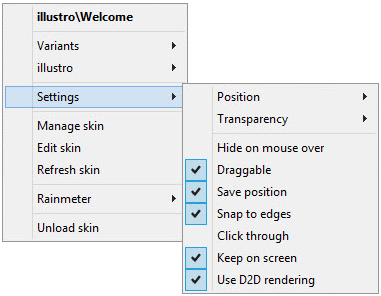 illustro\Welcome
Variants
illustro
Settings
Manage skin
Edit skin
Refresh skin
Rainmeter
Unload skin
Position
Transparency
Hide on mouse over
Draggable
Save position
Snap to edges
Click through
Keep on screen
Use D2D rendering